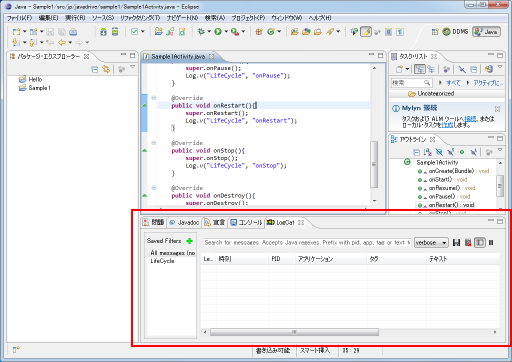 Java - Sample1/src/jp/javadrive/sample1/Sample1Activity.java - Eclipse
ファイル(F) 編集(E) 実行(R) ソース(S) リファクタリング(T) ナビゲート(N) 検索(A) プロジェクト(P) ウィンドウ(W) ヘルプ(H)
DDMS Java
パッケージ・エクスプローラー
Hello
Sample1
Sample1Activity.java
super.onPause();
Log.v("LifeCycle", "onPause");
}
@Override
public void onRestart(){
super.onRestart();
Log.v("LifeCycle", "onRestart");
}
@Override
public void onStop(){
super.onStop();
Log.v("LifeCycle", "onStop");
}
@Override
public void onDestroy(){
super.onDestroy();
タスク・リスト
検索
すべて アクティブに...
Uncategorized
Mylyn 接続
タスクおよび ALM ツールへ接続、または
ローカル・タスクを作成します。
アウトライン
Sample1Activity
onCreate(Bundle) : void
onStart() : void
onResume() : void
onPause() : void
onRestart() : void
onStop() : void
問題 @ Javadoc 宣言 コンソール LogCat
Saved Filters
All messages (no
LifeCycle
Search for messages. Accepts Java regexes. Prefix with pid:, app:, tag: or text: t
verbose
Le... 時刻 PID アプリケーション タグ テキスト
書き込み可能 スマート挿入 35 : 29